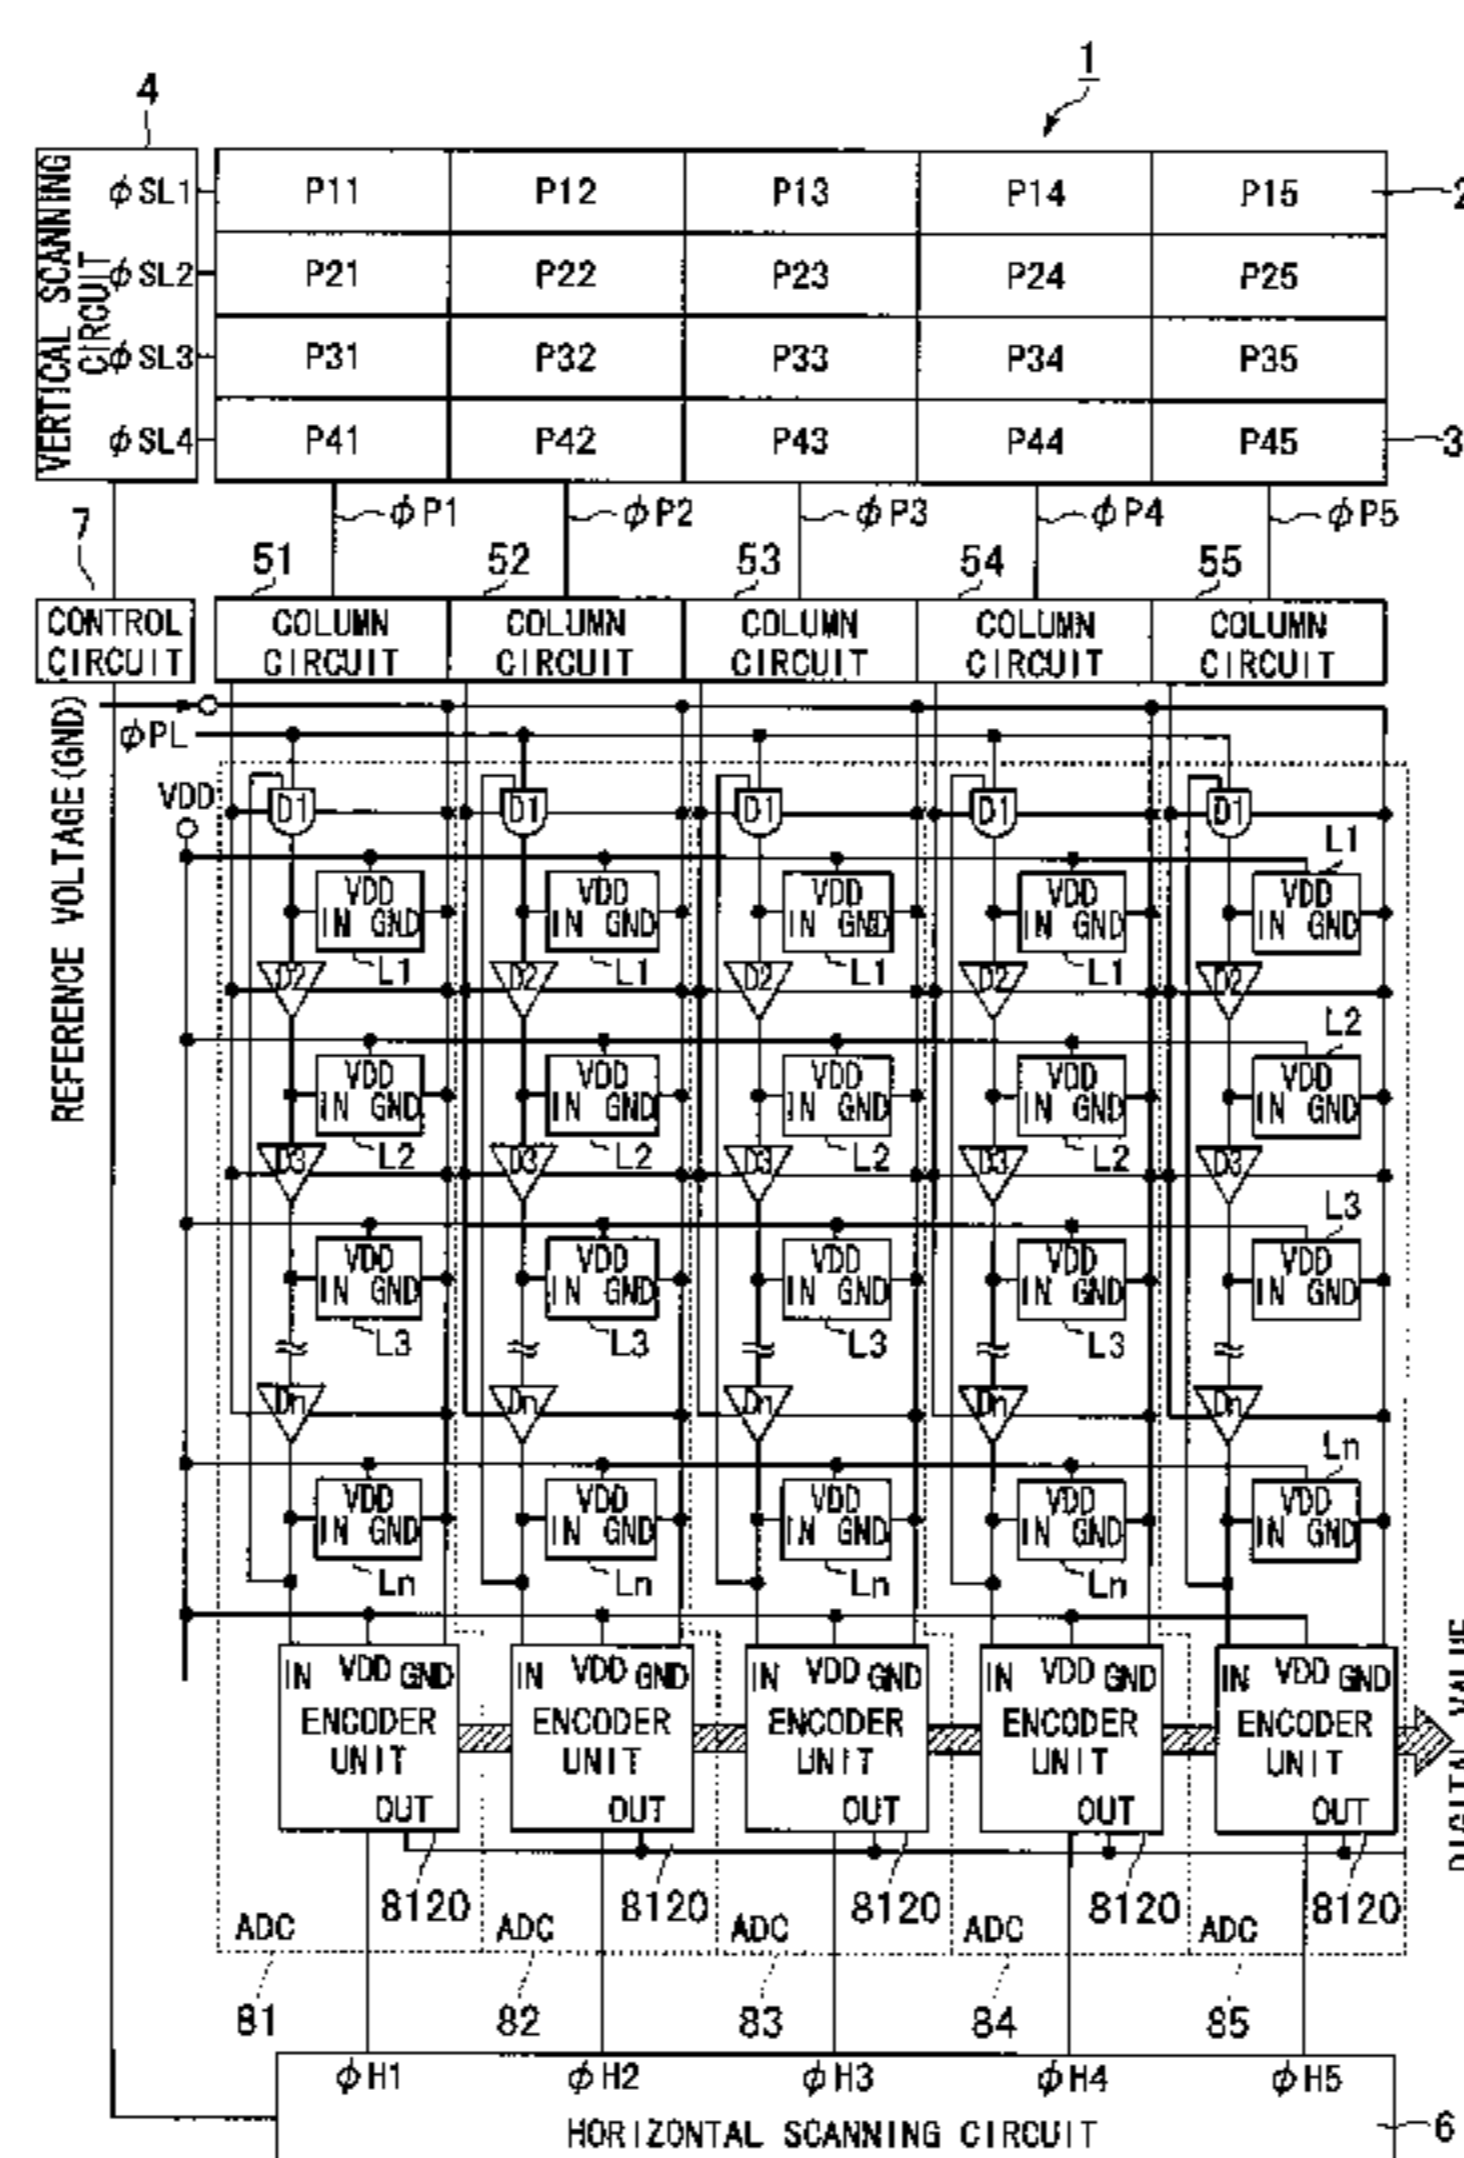 1
4
VERTICAL SCANNING CIRCUIT
φSL1 P11 P12 P13 P14 P15 2
φSL2 P21 P22 P23 P24 P25
φSL3 P31 P32 P33 P34 P35
φSL4 P41 P42 P43 P44 P45 3
φP1 φP2 φP3 φP4 φP5
7 51 52 53 54 55
CONTROL CIRCUIT
COLUMN CIRCUIT COLUMN CIRCUIT COLUMN CIRCUIT COLUMN CIRCUIT COLUMN CIRCUIT
REFERENCE VOLTAGE(GND)
φPL
VDD
D1 D1 D1 D1 D1
L1
VDD VDD VDD VDD VDD
IN GND IN GND IN GND IN GND IN GND
L1 L1 L1 L1
D2 D2 D2 D2 D2
L2
VDD VDD VDD VDD VDD
IN GND IN GND IN GND IN GND IN GND
L2 L2 L2 L2
D3 D3 D3 D3 D3
L3
VDD VDD VDD VDD VDD
IN GND IN GND IN GND IN GND IN GND
L3 L3 L3 L3
Dn Dn Dn Dn Dn
Ln
VDD VDD VDD VDD VDD
IN GND IN GND IN GND IN GND IN GND
Ln Ln Ln Ln
IN VDD GND IN VDD GND IN VDD GND IN VDD GND IN VDD GND
ENCODER UNIT ENCODER UNIT ENCODER UNIT ENCODER UNIT ENCODER UNIT
OUT OUT OUT OUT OUT
8120 8120 8120 8120 8120
ADC ADC ADC ADC ADC
81 82 83 84 85
φH1 φH2 φH3 φH4 φH5
HORIZONTAL SCANNING CIRCUIT 6